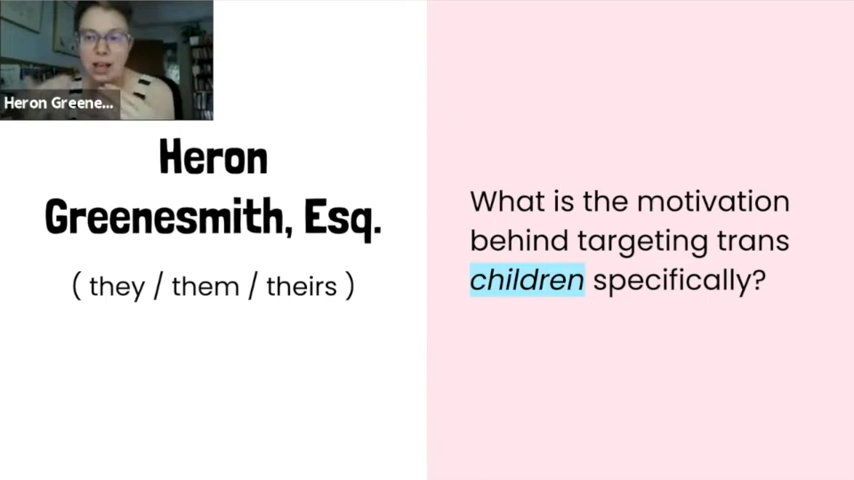 Heron Greene...
Heron
Greenesmith, Esq.
( they / them / theirs )
What is the motivation
behind targeting trans
children specifically?